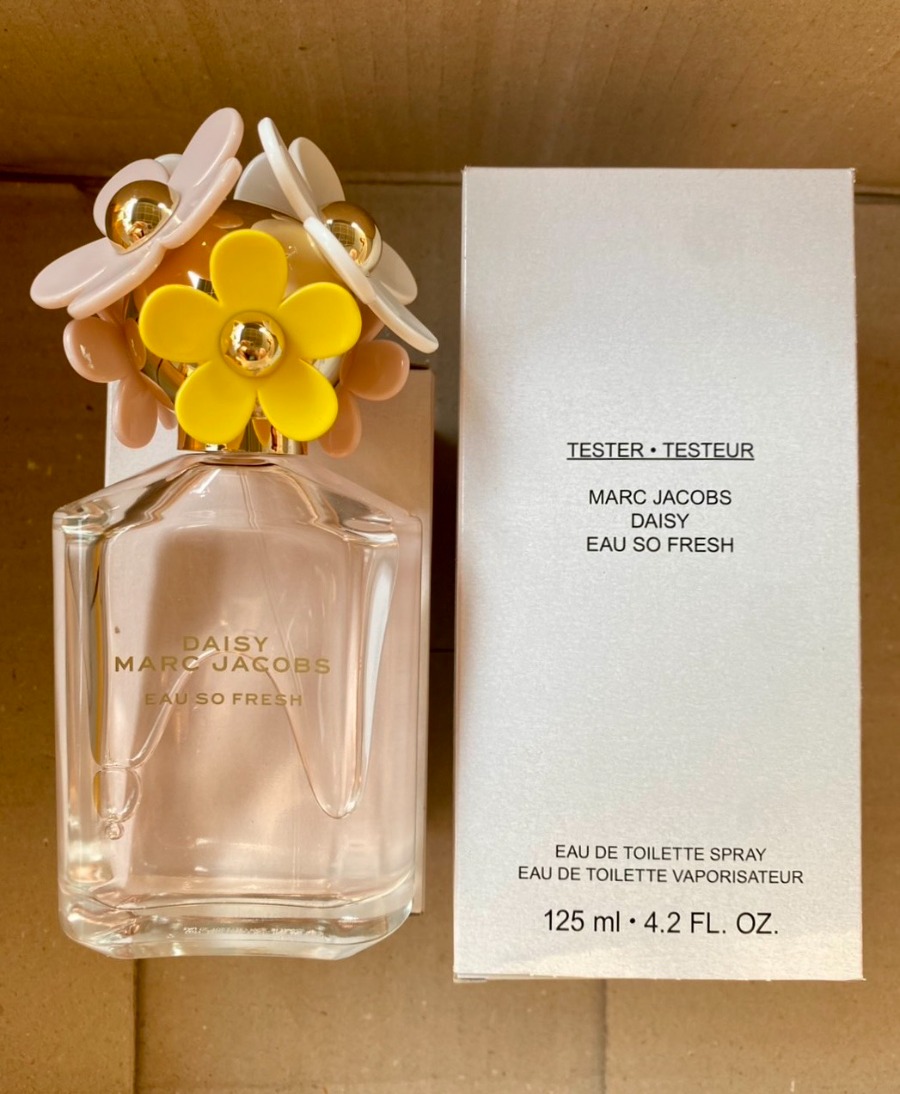 DAISY
MARC JACOBS
EAU SO FRESH
TESTER • TESTEUR
MARC JACOBS
DAISY
EAU SO FRESH
EAU DE TOILETTE SPRAY
EAU DE TOILETTE VAPORISATEUR
125 ml • 4.2 FL. OZ.